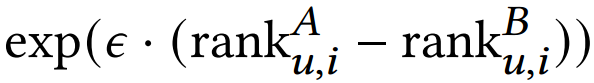 exp(ϵ · (rank^A_{u,i} − rank^B_{u,i}))